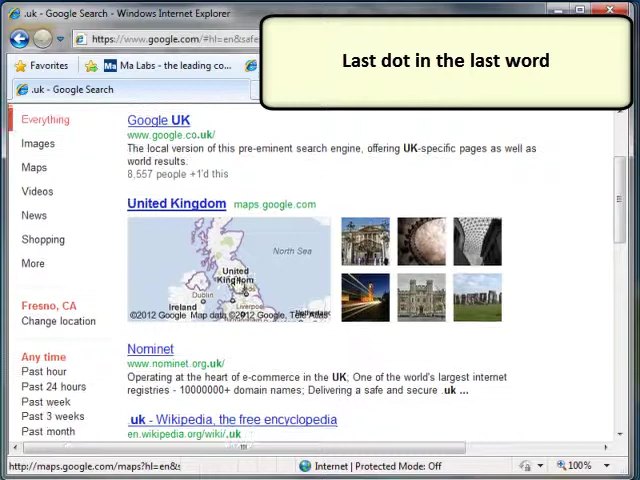 .uk - Google Search - Windows Internet Explorer
Last dot in the last word
https://www.google.com/#hl=en&safe
Favorites
Ma Labs - the leading co...
.uk - Google Search
Everything
Images
Maps
Videos
News
Shopping
More
Fresno, CA
Change location
Any time
Past hour
Past 24 hours
Past week
Past 3 weeks
Past month
Google UK
www.google.co.uk/
The local version of this pre-eminent search engine, offering UK-specific pages as well as
world results.
8,557 people +1'd this
United Kingdom maps.google.com
North Sea
United
Kingdom
Dublin
Leeds
Liverpool
Ireland
Birmingham
Netherlands
©2012 Google Map data ©2012 Google, Tele Atlas
Nominet
www.nominet.org.uk/
Operating at the heart of e-commerce in the UK; One of the world's largest internet
registries - 10000000+ domain names; Delivering a safe and secure .uk ...
.uk - Wikipedia, the free encyclopedia
en.wikipedia.org/wiki/.uk
http://maps.google.com/maps?hl=en&s
Internet | Protected Mode: Off
100%